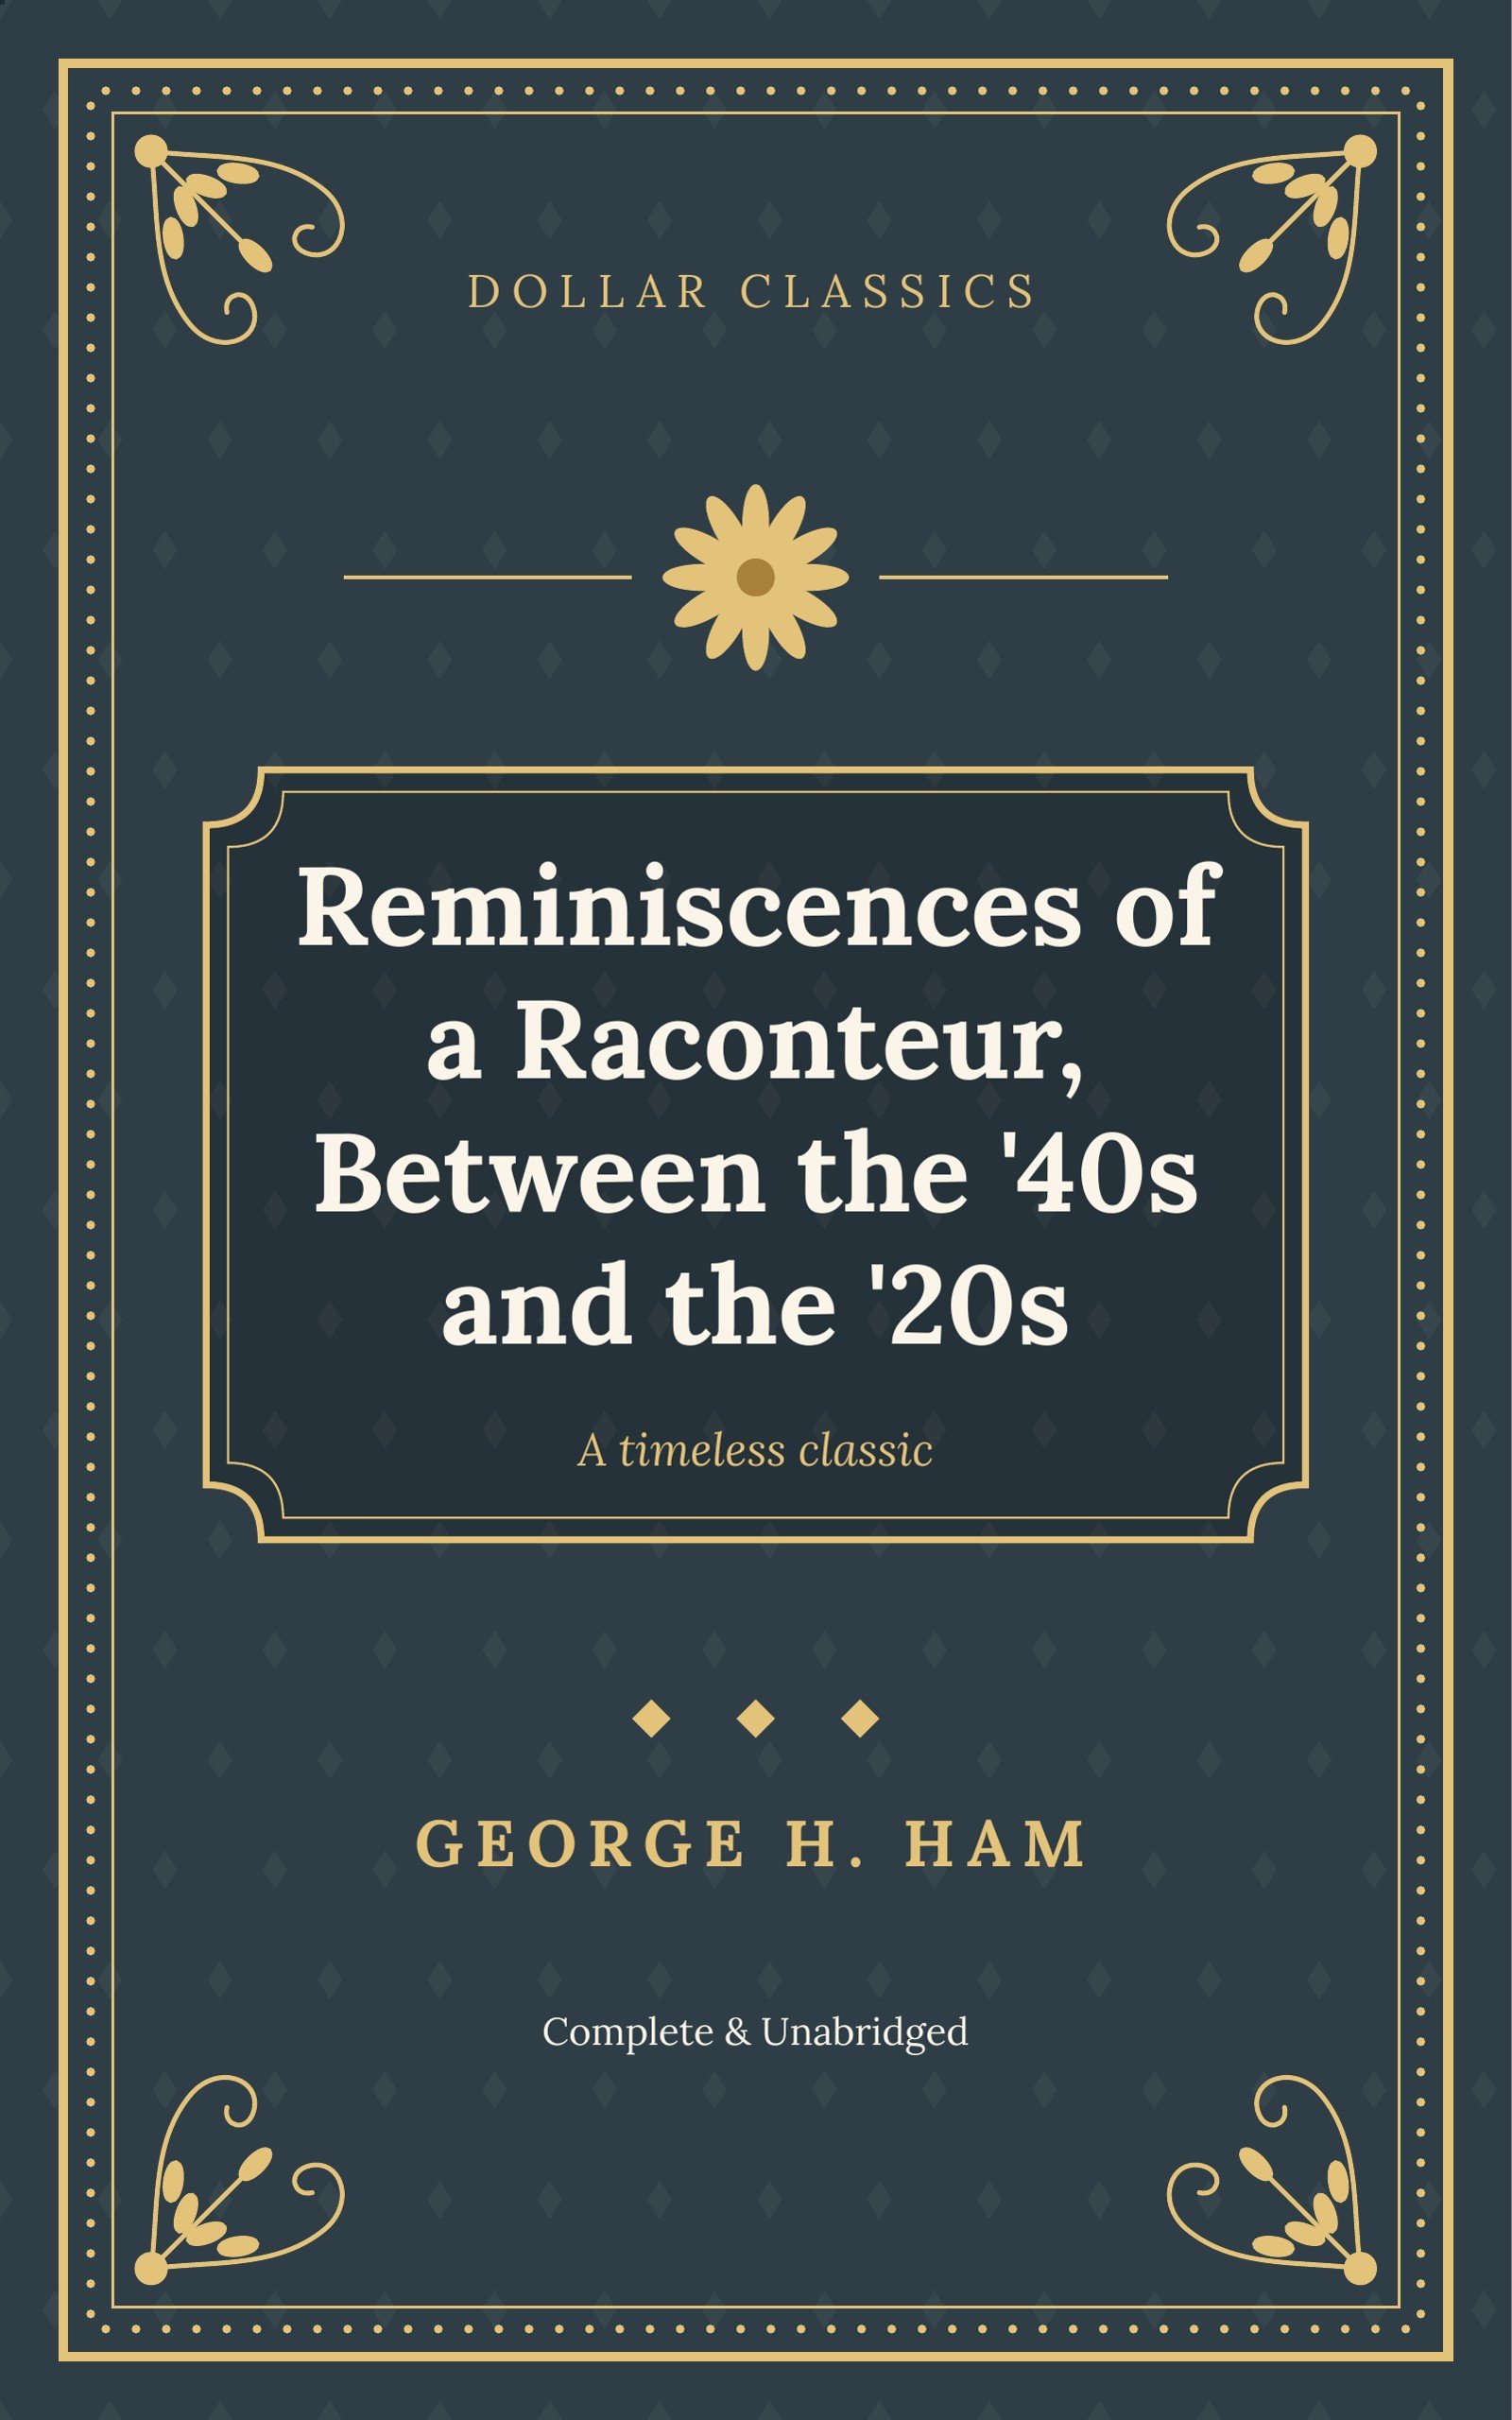 DOLLAR CLASSICS
Reminiscences of
a Raconteur,
Between the '40s
and the '20s
A timeless classic
GEORGE H. HAM
Complete & Unabridged